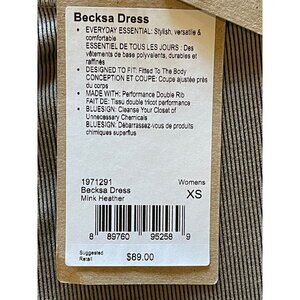 Becksa Dress
• EVERYDAY ESSENTIAL: Stylish, versatile &
comfortable
ESSENTIEL DE TOUS LES JOURS : Des
vêtements de base polyvalents, durables et
raffinés
• DESIGNED TO FIT: Fitted To The Body
CONCEPTION ET COUPE: Coupe ajustée près
du corps
• MADE WITH: Performance Double Rib
FAIT DE: Tissu double tricot performance
• BLUESIGN: Cleanse Your Closet of
Unnecessary Chemicals
BLUESIGN: Débarrassez-vous de produits
chimiques superflus
1971291
Becksa Dress
Mink Heather
Womens
XS
8 89760 95258 9
Suggested
Retail
$89.00